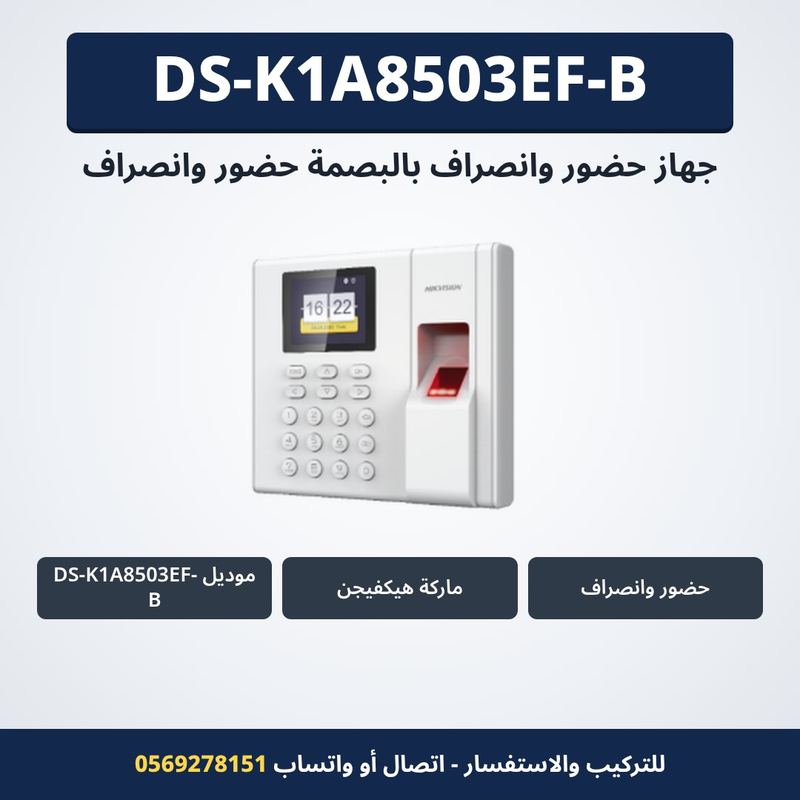 DS-K1A8503EF-B
جهاز حضور وانصراف بالبصمة حضور وانصراف
HIKVISION
16 22
حضور وانصراف
ماركة هيكفيجن
موديل DS-K1A8503EF-
B
للتركيب والاستفسار - اتصال أو واتساب 0569278151